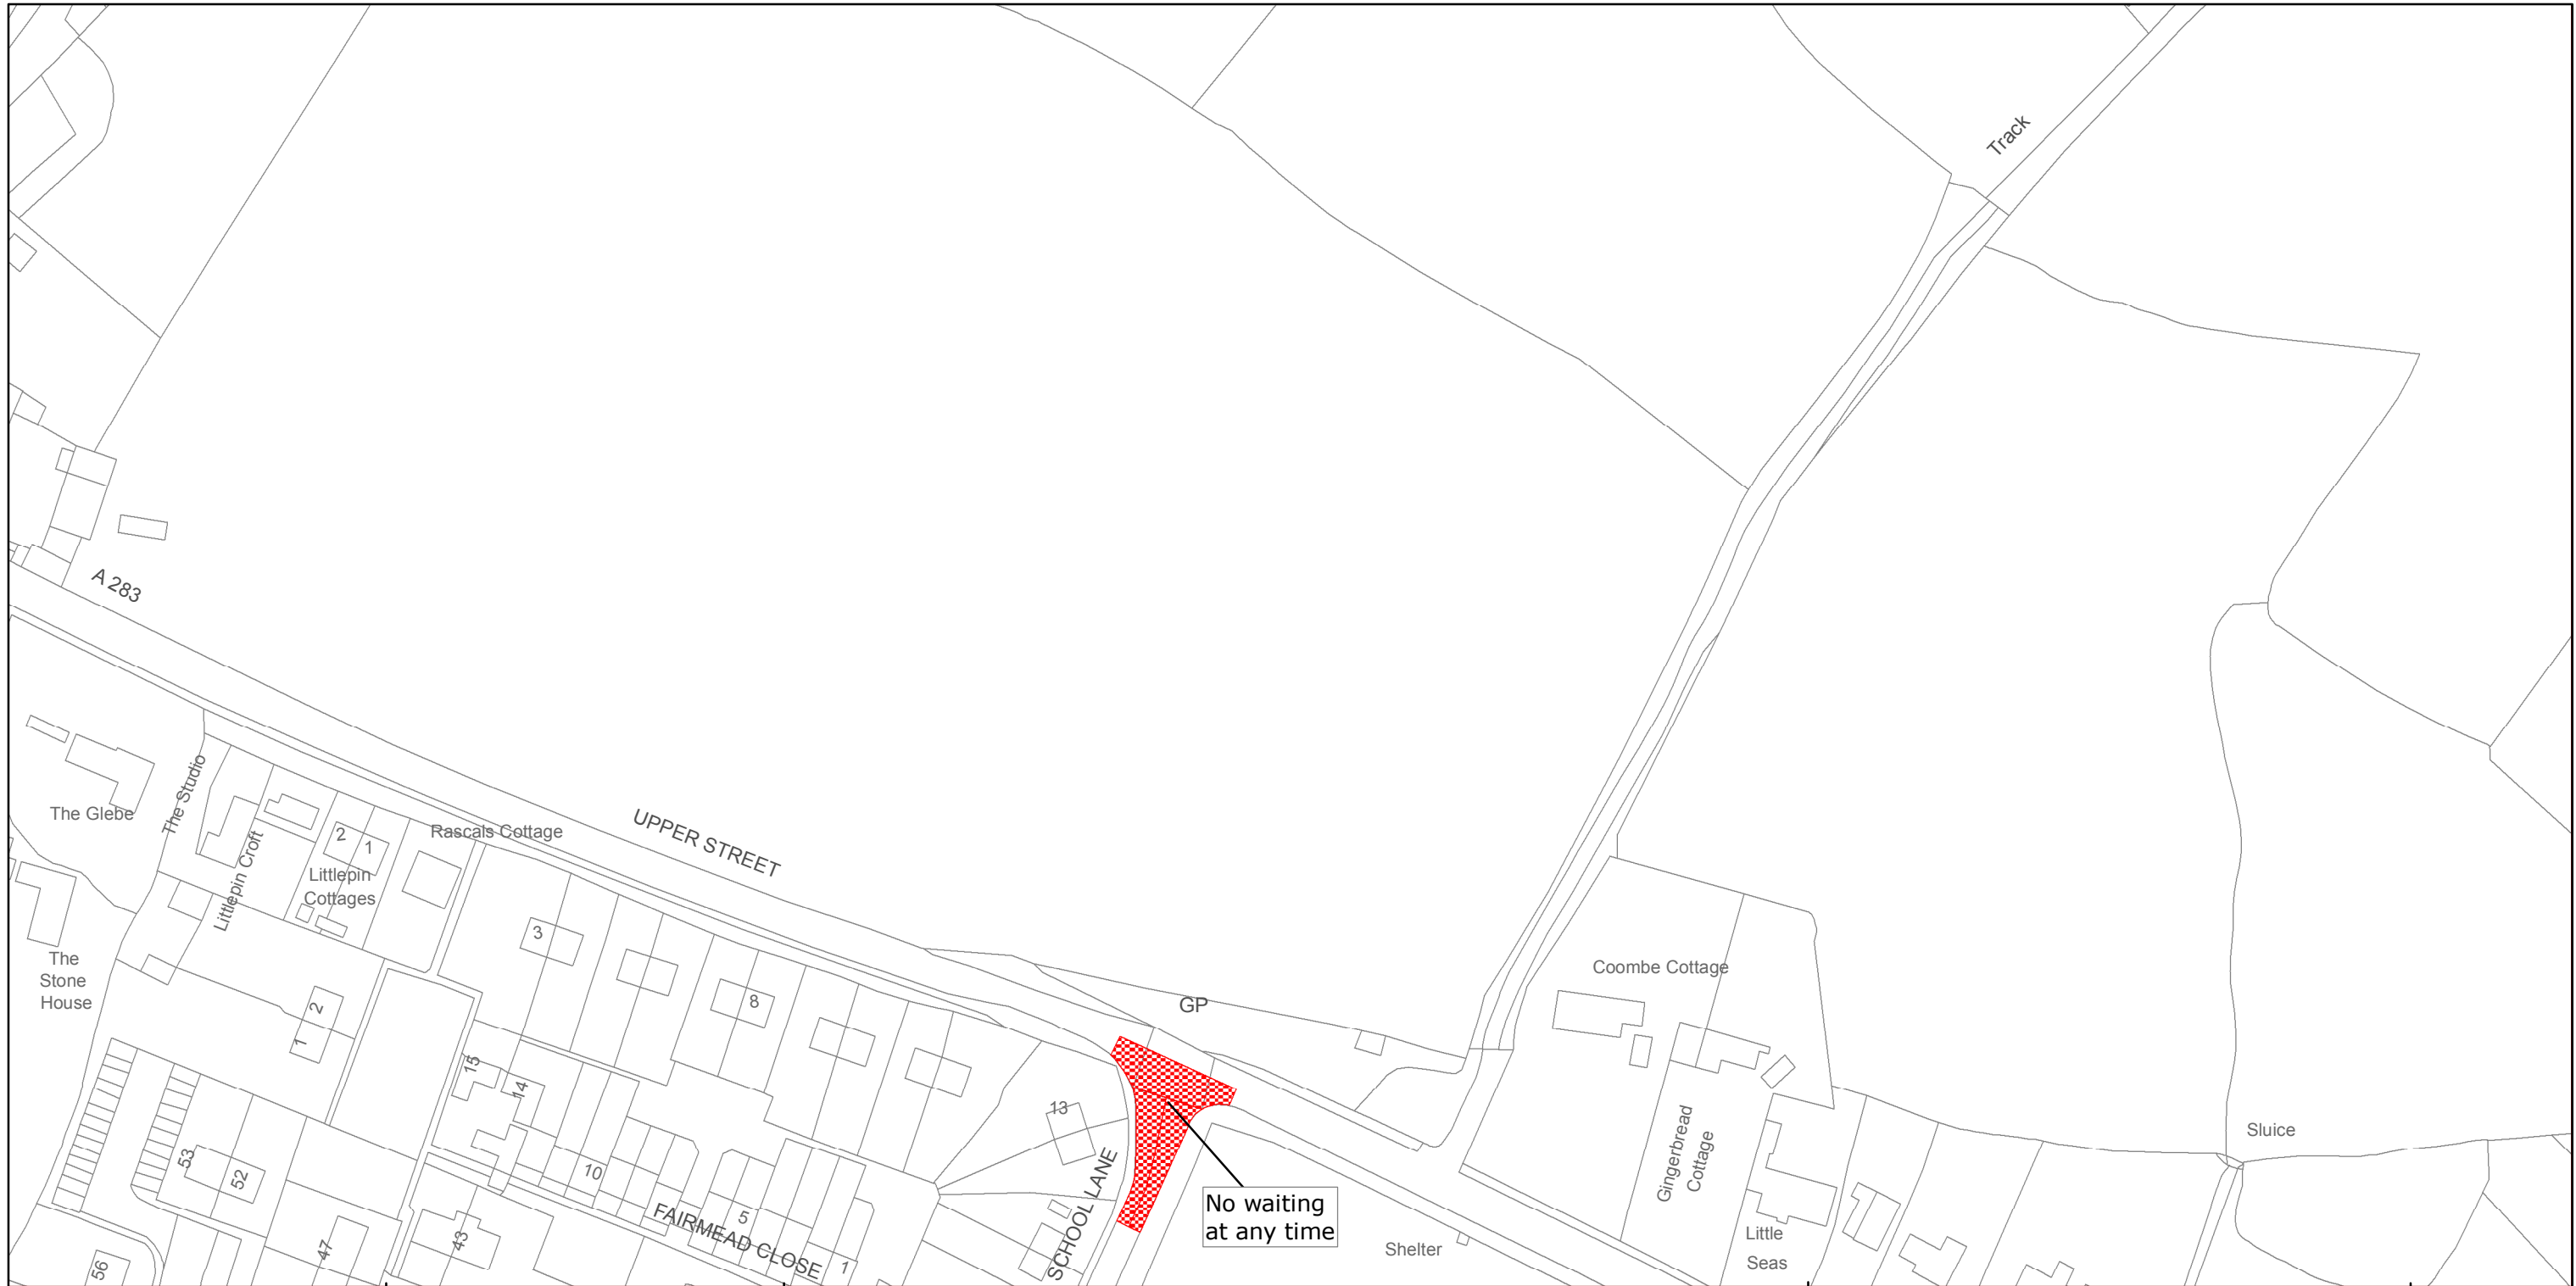 Track
A 283
The Glebe
The Studio
Littlepin Croft
2
1
Littlepin
Cottages
Rascals Cottage
UPPER STREET
The
Stone
House
3
8
2
1
GP
Coombe Cottage
15
14
13
10
53
52
5
1
47
43
56
FAIRMEAD CLOSE
SCHOOL LANE
No waiting
at any time
Shelter
Gingerbread
Cottage
Little
Seas
Sluice